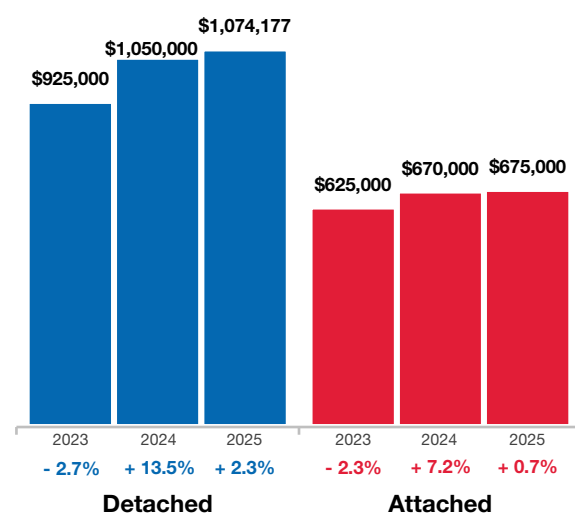 $1,074,177
$1,050,000
$925,000
$675,000
$670,000
$625,000
2023 2024 2025 2023 2024 2025
- 2.7% + 13.5% + 2.3% - 2.3% + 7.2% + 0.7%
Detached Attached